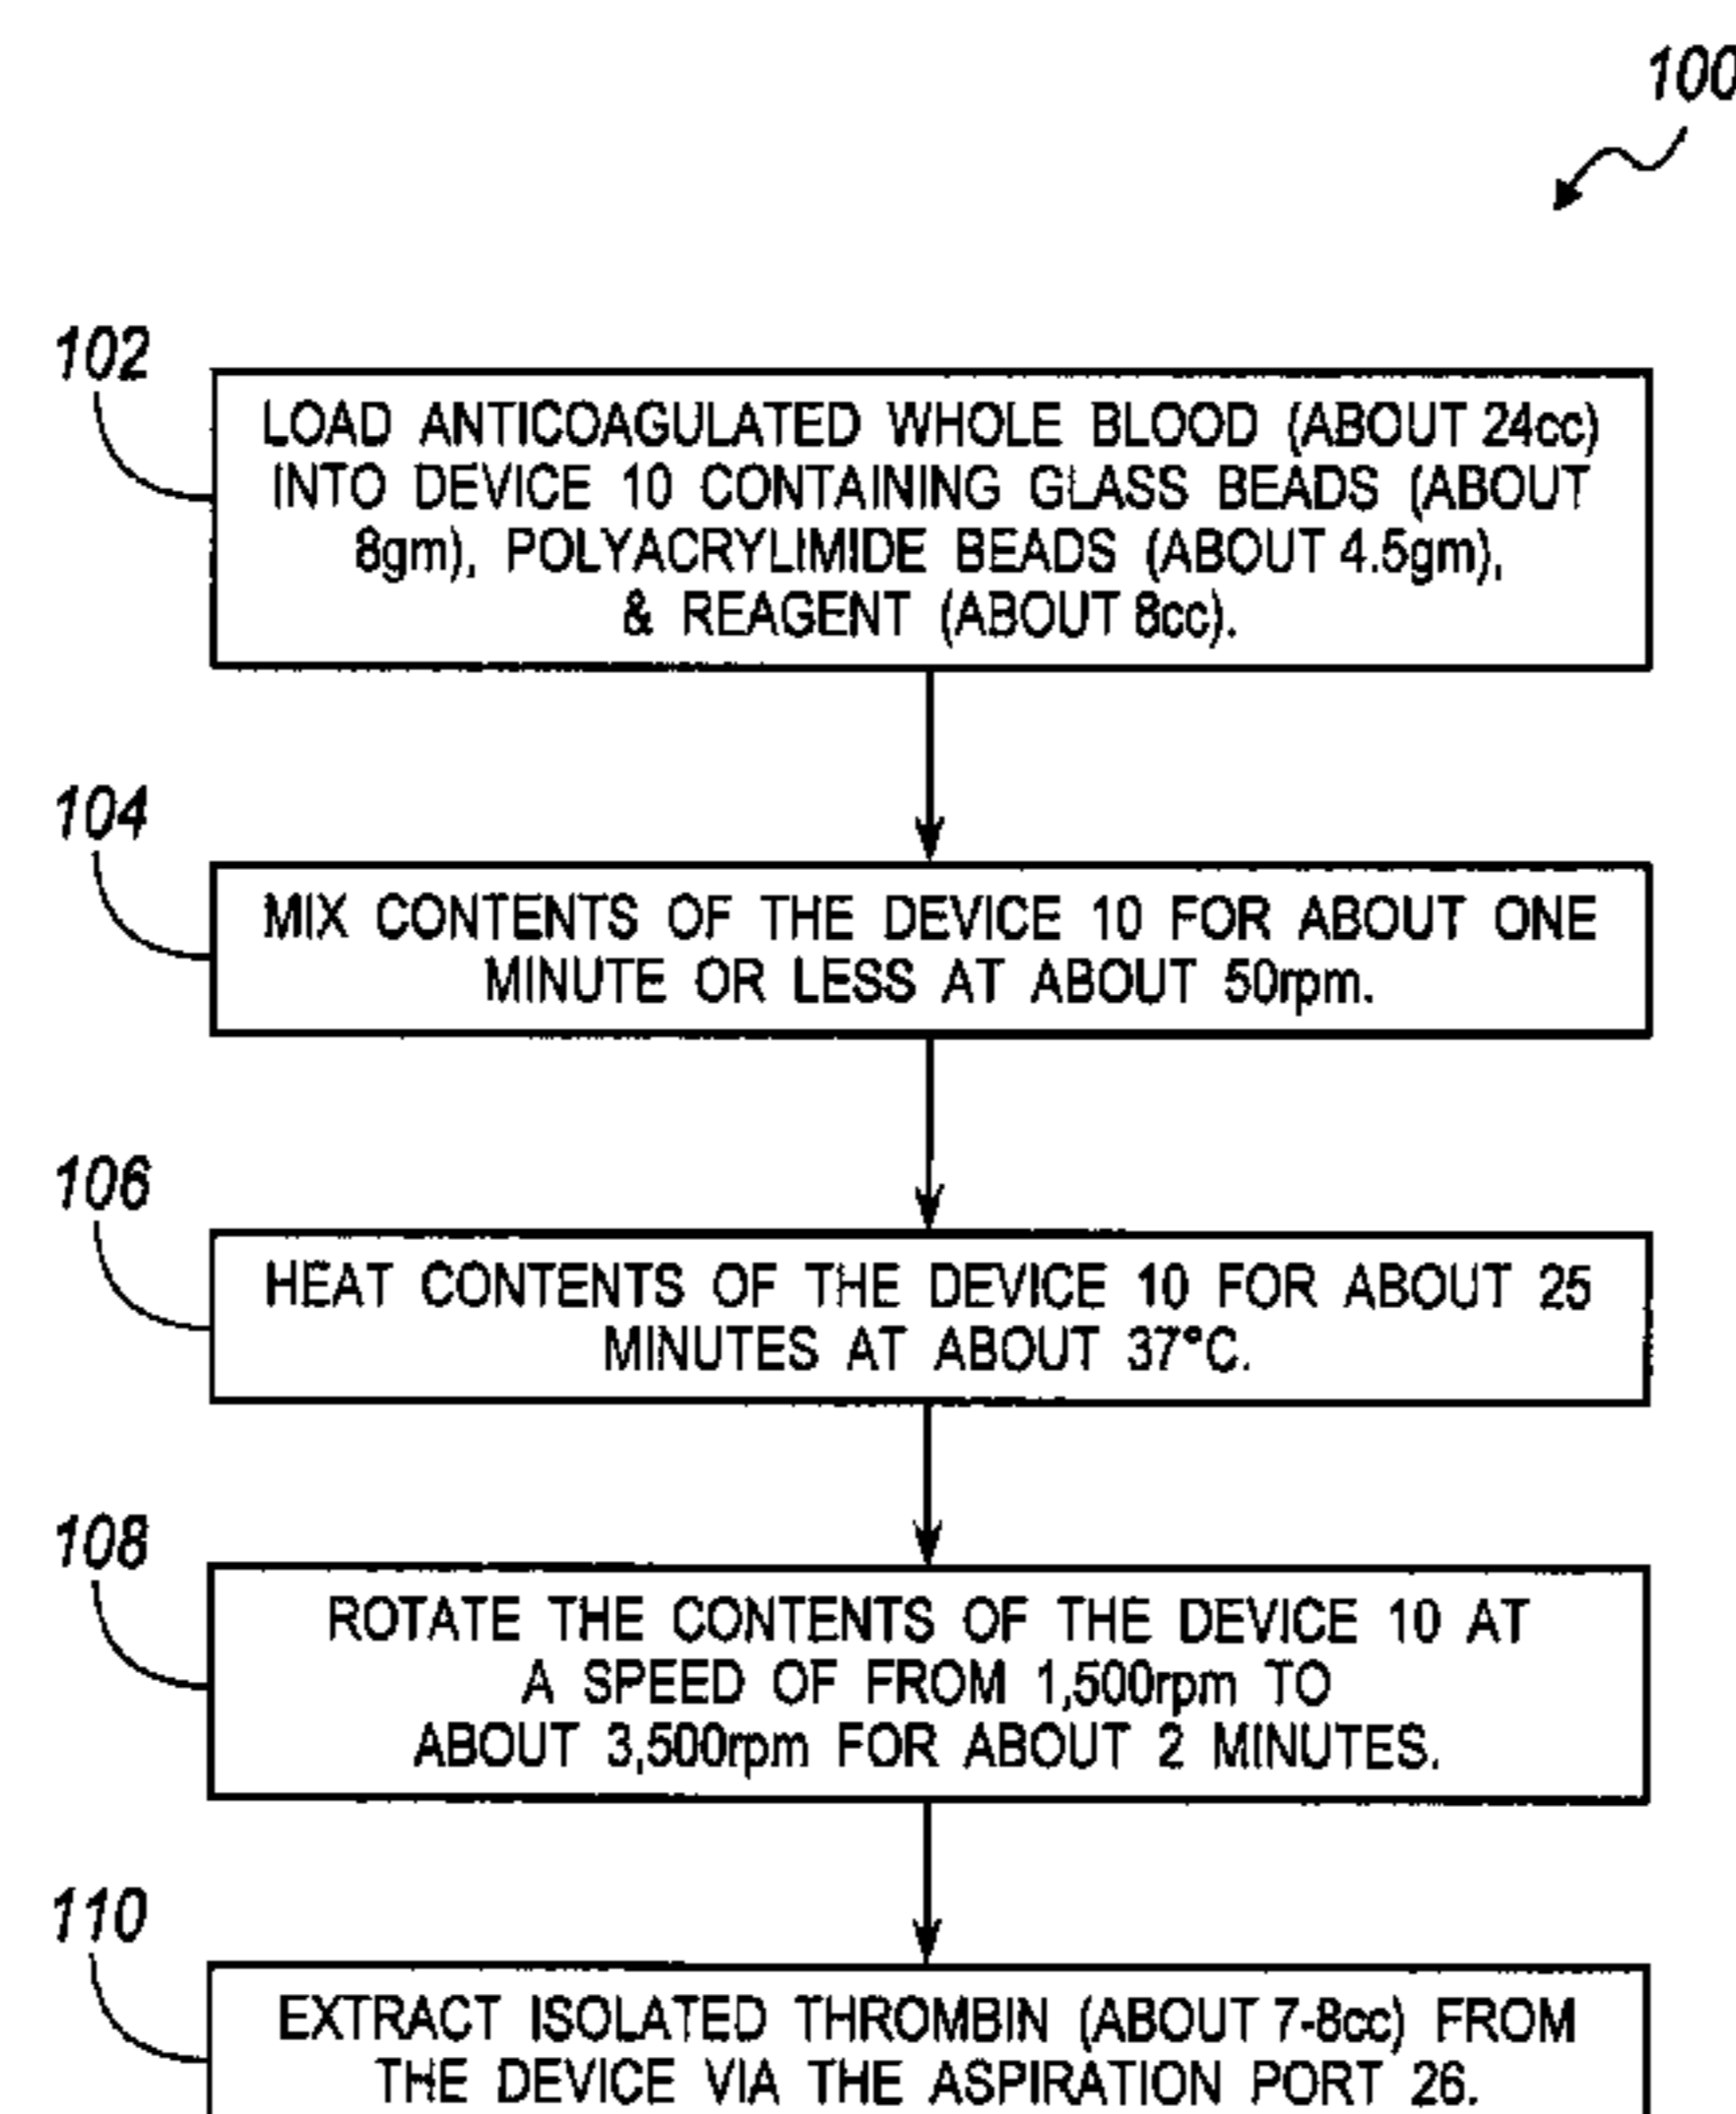 100
102
LOAD ANTICOAGULATED WHOLE BLOOD (ABOUT 24cc)
INTO DEVICE 10 CONTAINING GLASS BEADS (ABOUT
8gm), POLYACRYLIMIDE BEADS (ABOUT 4.5gm),
& REAGENT (ABOUT 8cc).
104
MIX CONTENTS OF THE DEVICE 10 FOR ABOUT ONE
MINUTE OR LESS AT ABOUT 50rpm.
106
HEAT CONTENTS OF THE DEVICE 10 FOR ABOUT 25
MINUTES AT ABOUT 37°C.
108
ROTATE THE CONTENTS OF THE DEVICE 10 AT
A SPEED OF FROM 1,500rpm TO
ABOUT 3,500rpm FOR ABOUT 2 MINUTES.
110
EXTRACT ISOLATED THROMBIN (ABOUT 7-8cc) FROM
THE DEVICE VIA THE ASPIRATION PORT 26.